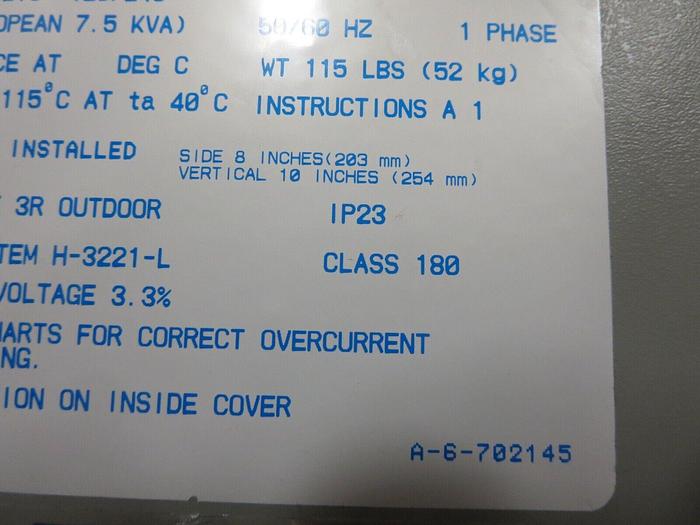 OPEAN 7.5 KVA) 50/60 HZ 1 PHASE
CE AT DEG C WT 115 LBS (52 kg)
115°C AT ta 40°C INSTRUCTIONS A 1
INSTALLED SIDE 8 INCHES(203 mm)
VERTICAL 10 INCHES (254 mm)
3R OUTDOOR IP23
TEM H-3221-L CLASS 180
VOLTAGE 3.3%
ARTS FOR CORRECT OVERCURRENT
NG.
ION ON INSIDE COVER
A-6-702145